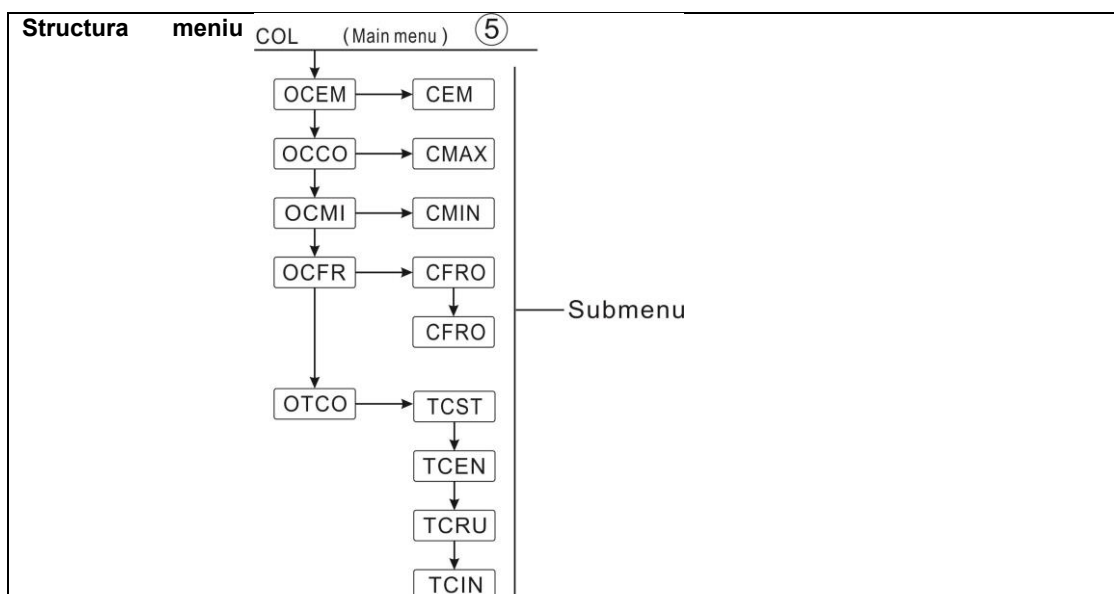 Structura meniu COL (Main menu) ⑤
OCEM CEM
OCCO CMAX
OCMI CMIN
OCFR CFRO
CFRO
Submenu
OTCO TCST
TCEN
TCRU
TCIN